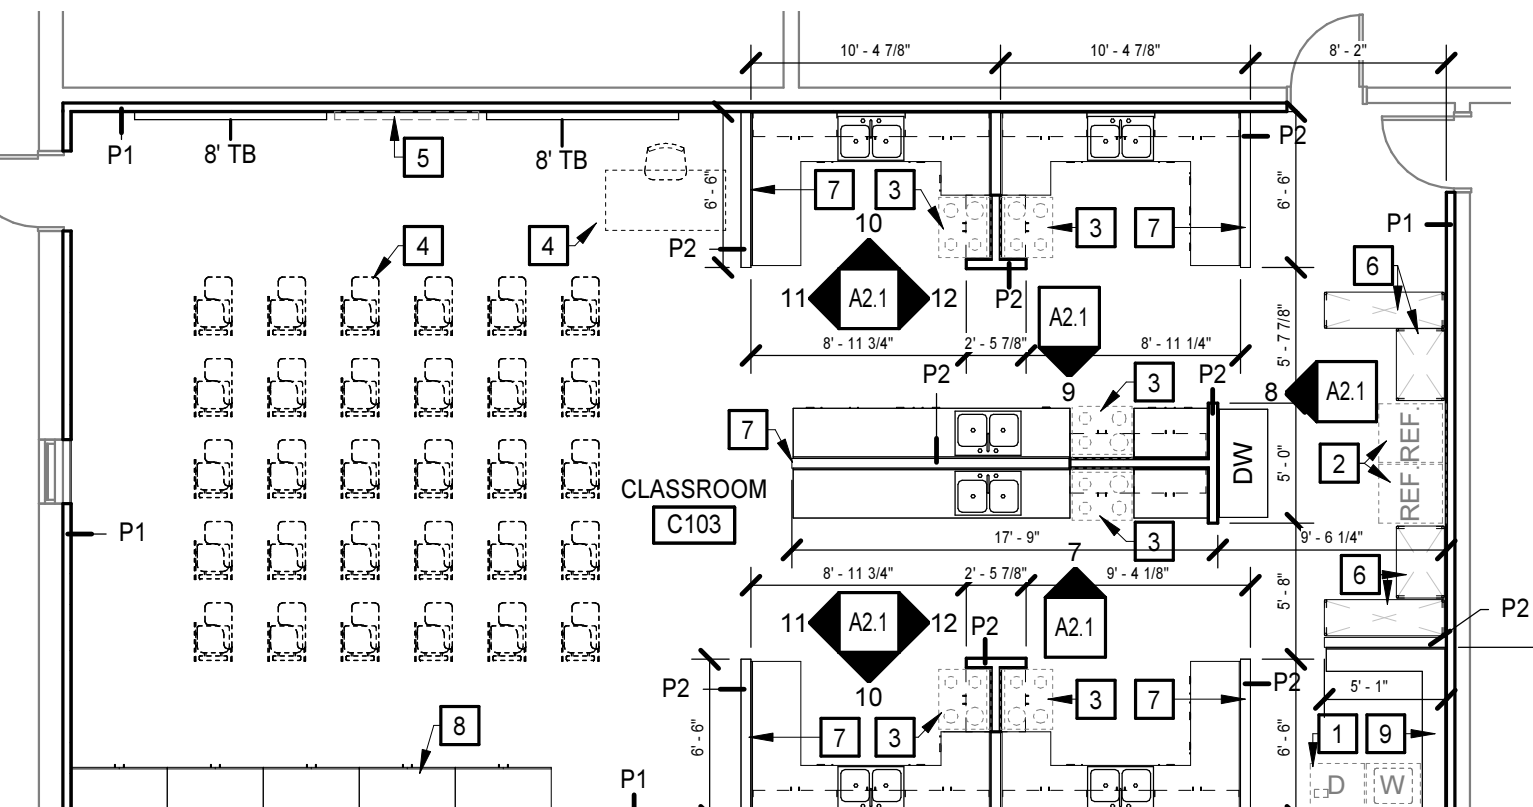 10' - 4 7/8" 10' - 4 7/8" 8' - 2"
P1 8' TB 5 8' TB P2
6' - 6" 7 3 6' - 6"
10 3 7 P1
4 4 P2 6
11 A2.1 12 P2 A2.1
8' - 11 3/4" 2' - 5 7/8" 8' - 11 1/4" 5' - 7 7/8"
P2 9 3 P2 8 A2.1
7 REF.
DW 5' - 0" 2
CLASSROOM REF.
C103
P1 17' - 9" 7 3 9' - 6 1/4"
8' - 11 3/4" 2' - 5 7/8" 9' - 1/8" 5' - 8" 6
11 A2.1 12 P2 A2.1 P2
P2 10 3 7 P2 5' - 1"
8 6' - 6" 7 3 6' - 6" 1 9
P1 D W